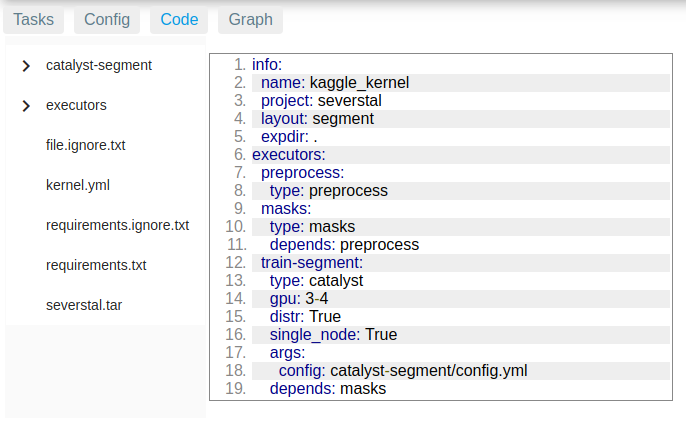 Tasks Config Code Graph
catalyst-segment
executors
file.ignore.txt
kernel.yml
requirements.ignore.txt
requirements.txt
severstal.tar
1. info:
2. name: kaggle_kernel
3. project: severstal
4. layout: segment
5. expdir: .
6. executors:
7. preprocess:
8. type: preprocess
9. masks:
10. type: masks
11. depends: preprocess
12. train-segment:
13. type: catalyst
14. gpu: 3-4
15. distr: True
16. single_node: True
17. args:
18. config: catalyst-segment/config.yml
19. depends: masks